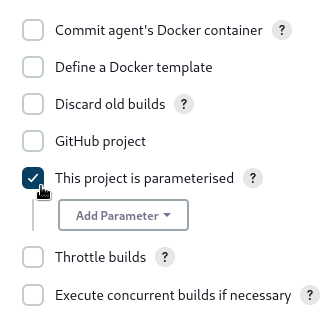 Commit agent's Docker container ?
Define a Docker template
Discard old builds ?
GitHub project
This project is parameterised ?
Add Parameter
Throttle builds ?
Execute concurrent builds if necessary ?